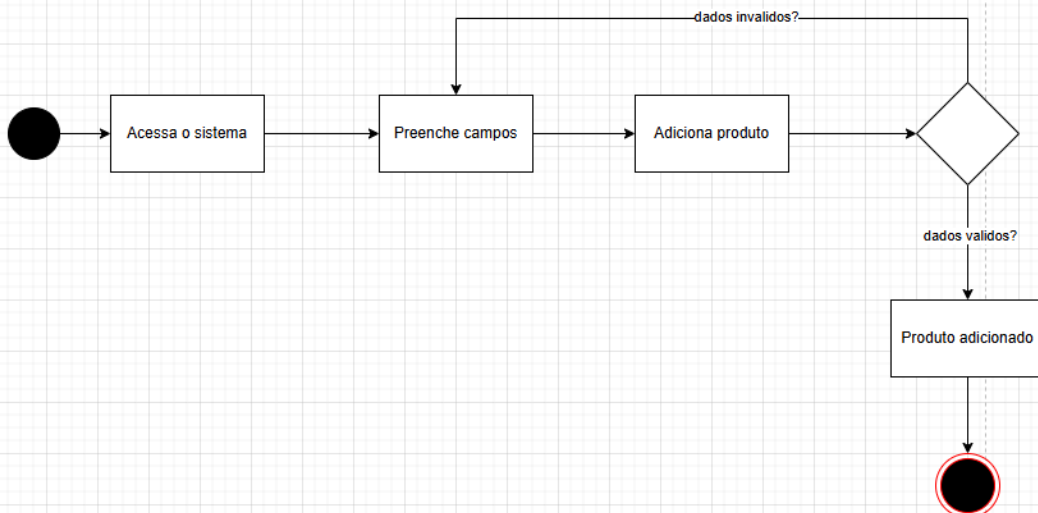 dados invalidos?
Acessa o sistema
Preenche campos
Adiciona produto
dados validos?
Produto adicionado